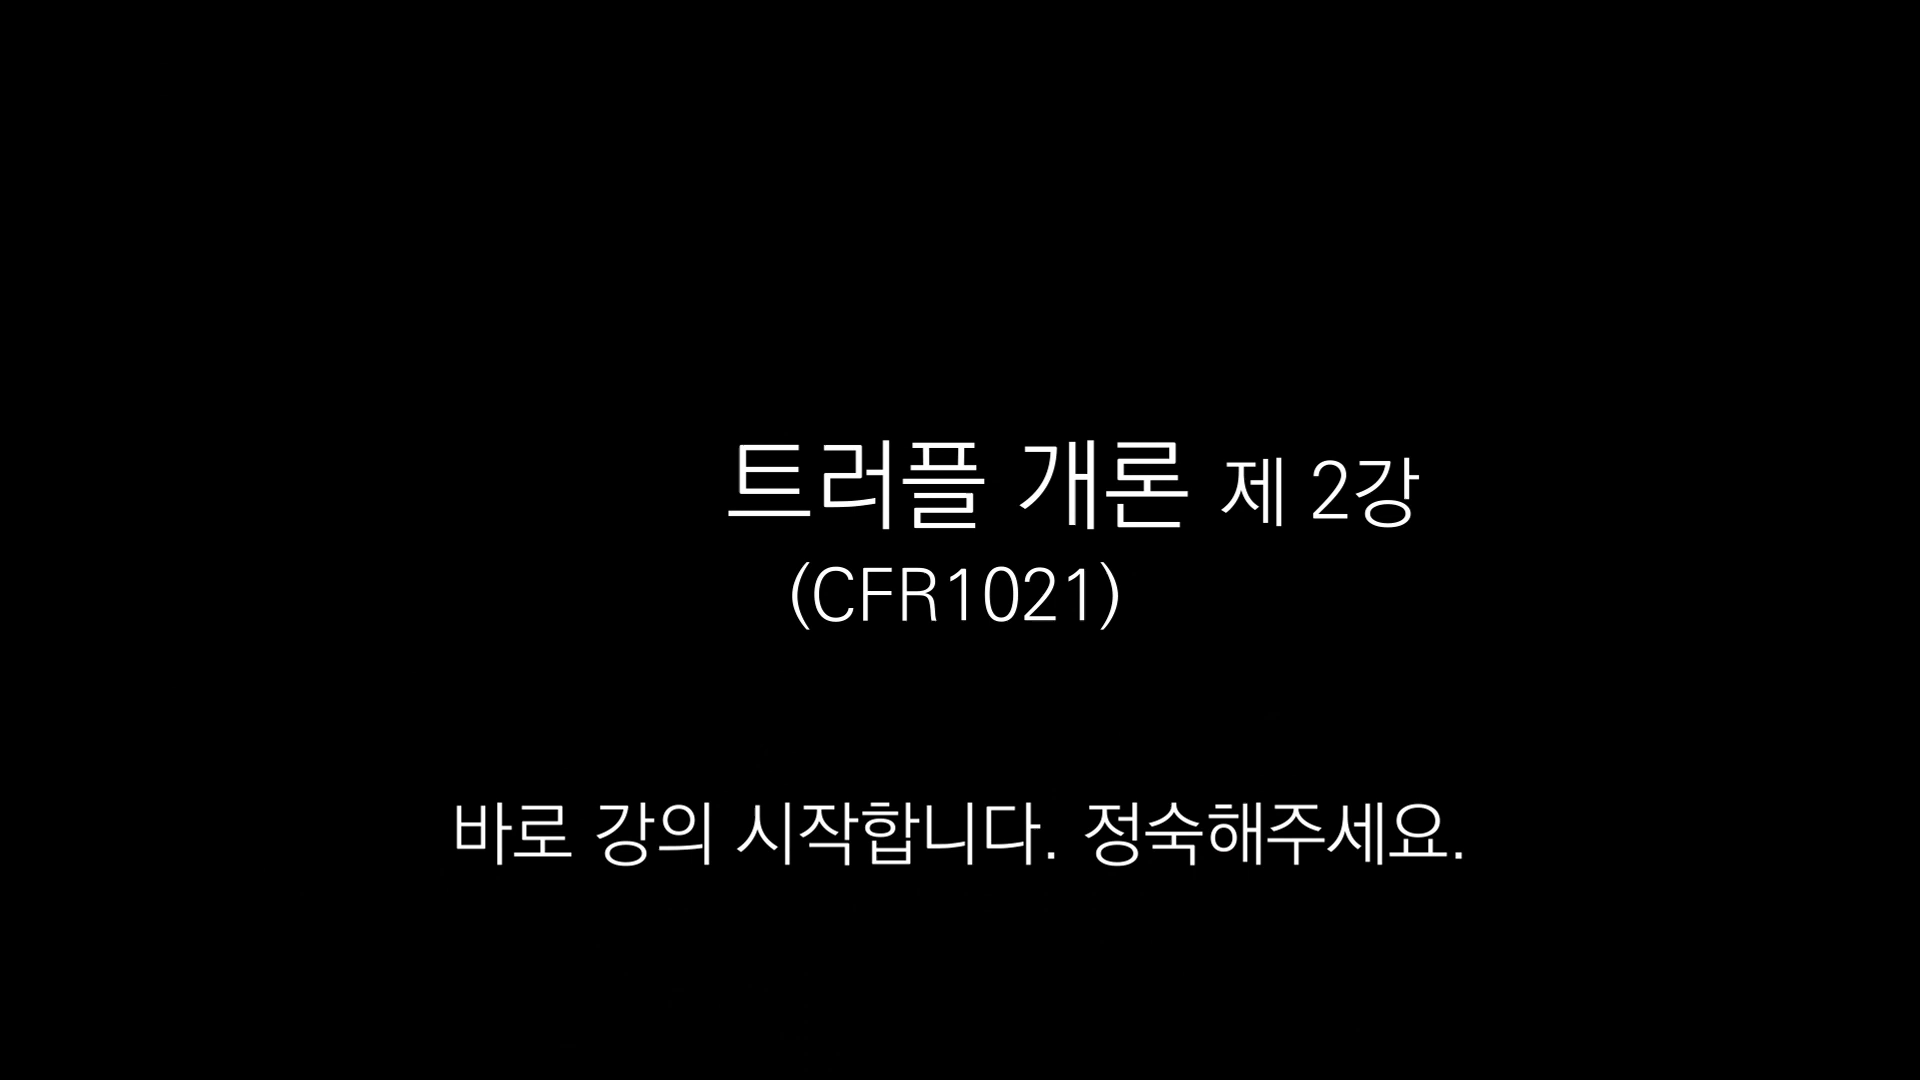 트러플 개론 제 2강
(CFR1021)
바로 강의 시작합니다. 정숙해주세요.